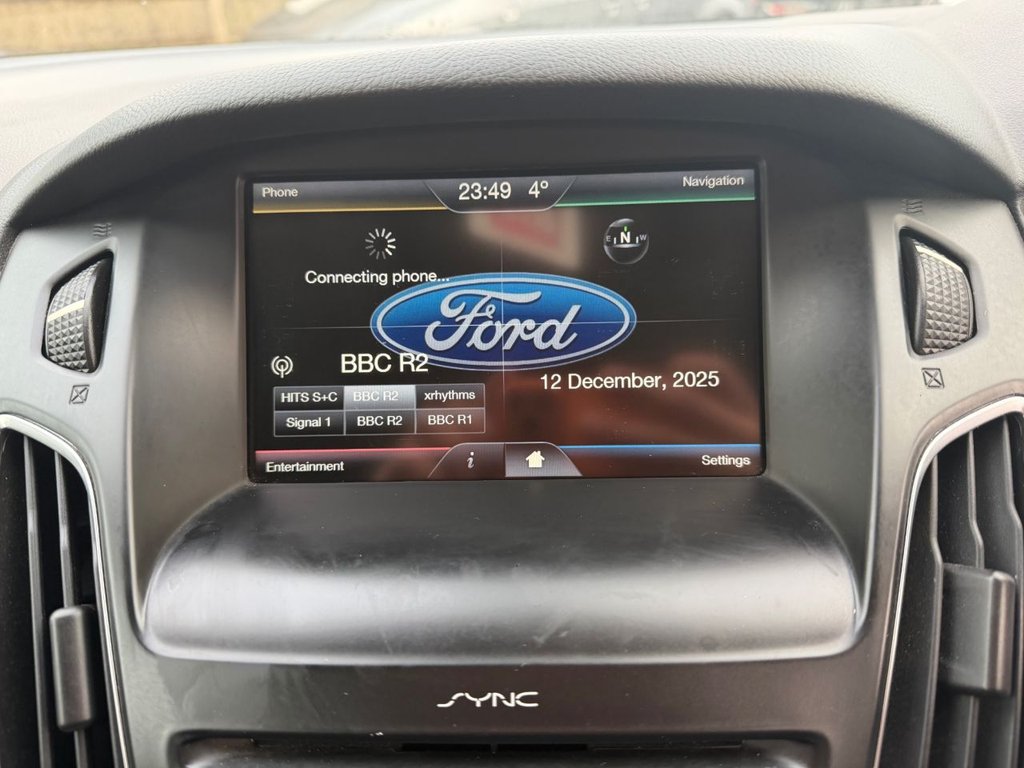 Phone
23:49 4°
Navigation
Connecting phone...
E N W
Ford
BBC R2
12 December, 2025
HITS S+C BBC R2 xrhythms
Signal 1 BBC R2 BBC R1
Entertainment
i
Settings
SYNC